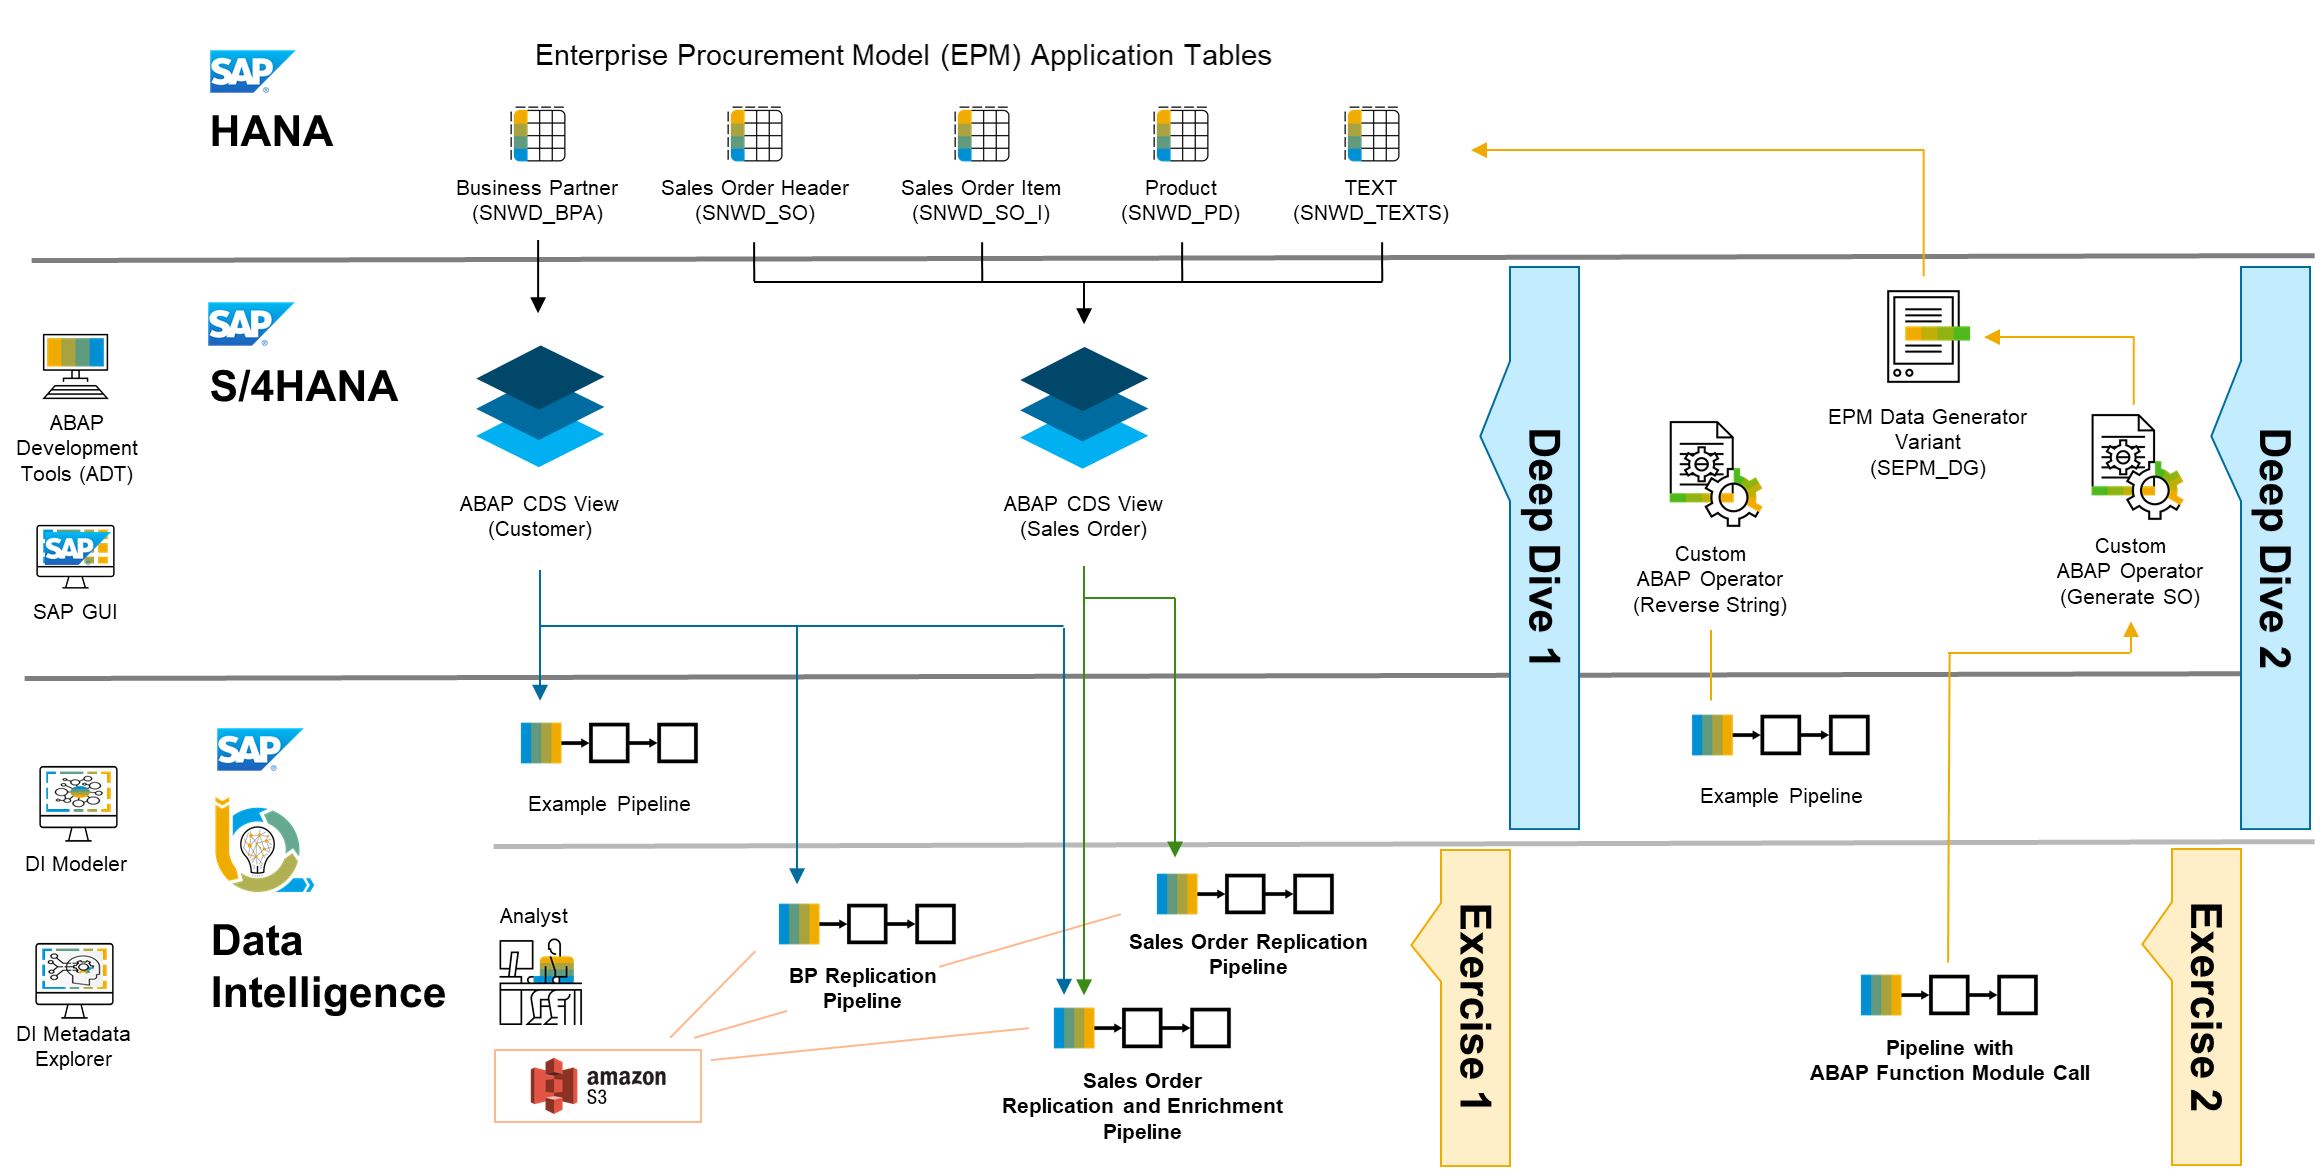 Enterprise Procurement Model (EPM) Application Tables
SAP
HANA
Business Partner
(SNWD_BPA)
Sales Order Header
(SNWD_SO)
Sales Order Item
(SNWD_SO_I)
Product
(SNWD_PD)
TEXT
(SNWD_TEXTS)
SAP
S/4HANA
ABAP
Development
Tools (ADT)
SAP
SAP GUI
ABAP CDS View
(Customer)
ABAP CDS View
(Sales Order)
Deep Dive 1
Custom
ABAP Operator
(Reverse String)
EPM Data Generator
Variant
(SEPM_DG)
Custom
ABAP Operator
(Generate SO)
Deep Dive 2
SAP
Data
Intelligence
DI Modeler
DI Metadata
Explorer
Example Pipeline
Example Pipeline
Analyst
amazon
S3
BP Replication
Pipeline
Sales Order Replication
Pipeline
Sales Order
Replication and Enrichment
Pipeline
Exercise 1
Pipeline with
ABAP Function Module Call
Exercise 2